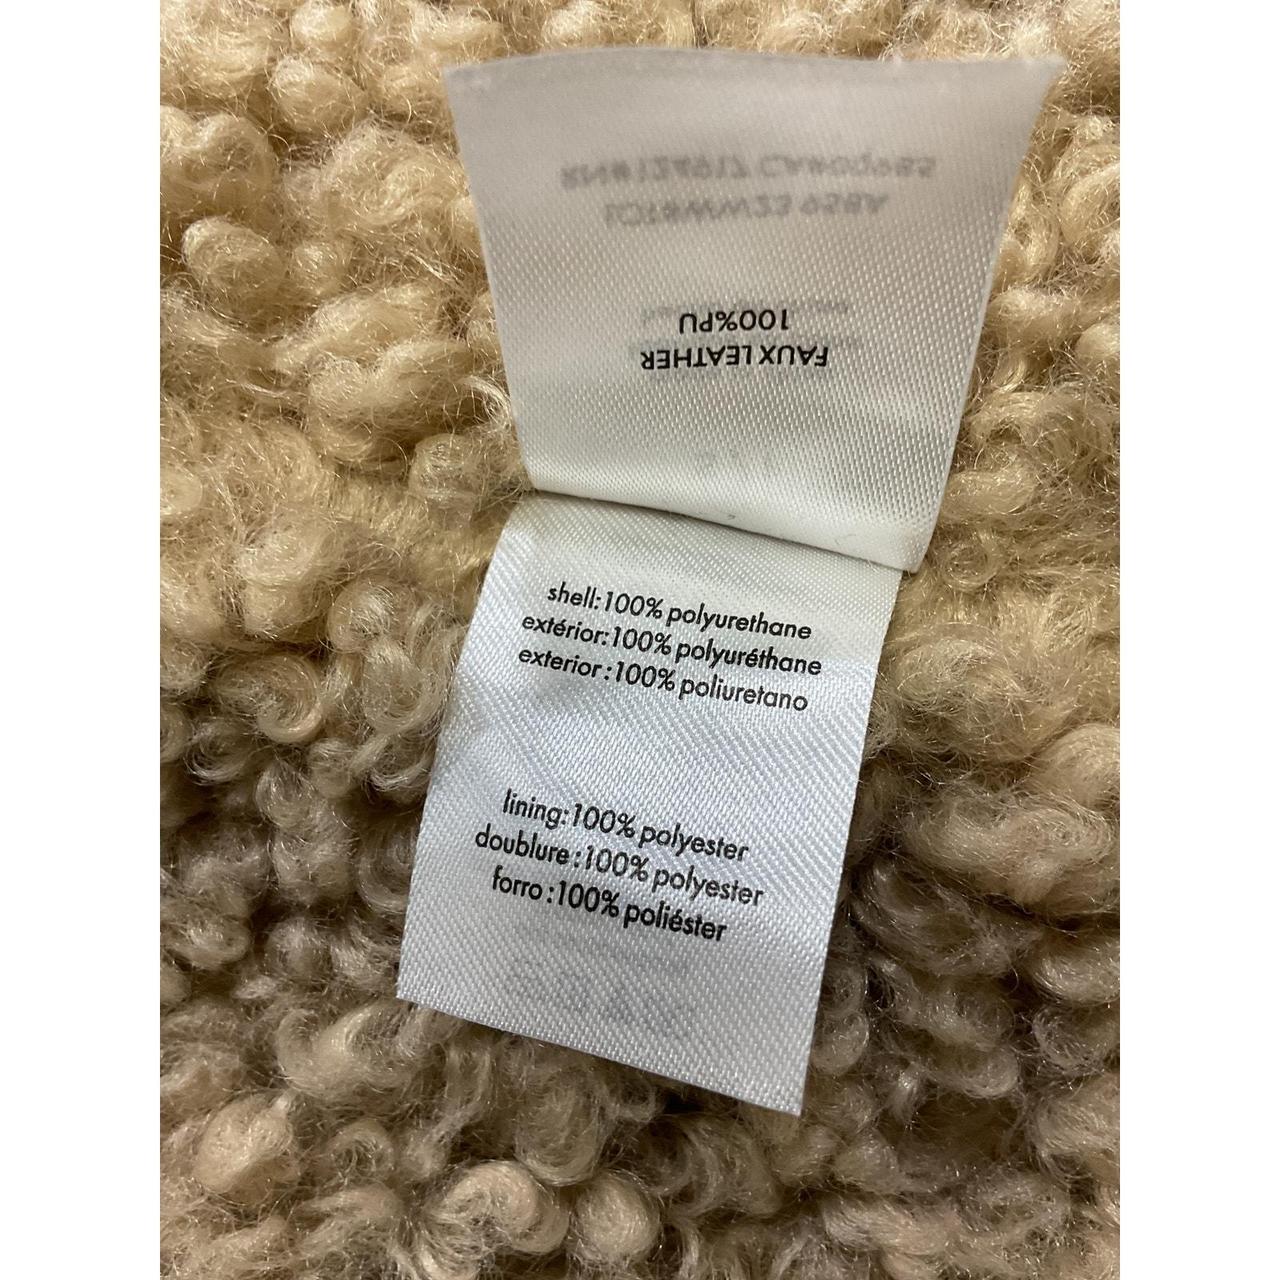 FAUX LEATHER
100%PU
shell:100% polyurethane
extérior:100% polyuréthane
exterior:100% poliuretano
lining:100% polyester
doublure:100% polyester
forro:100% poliéster